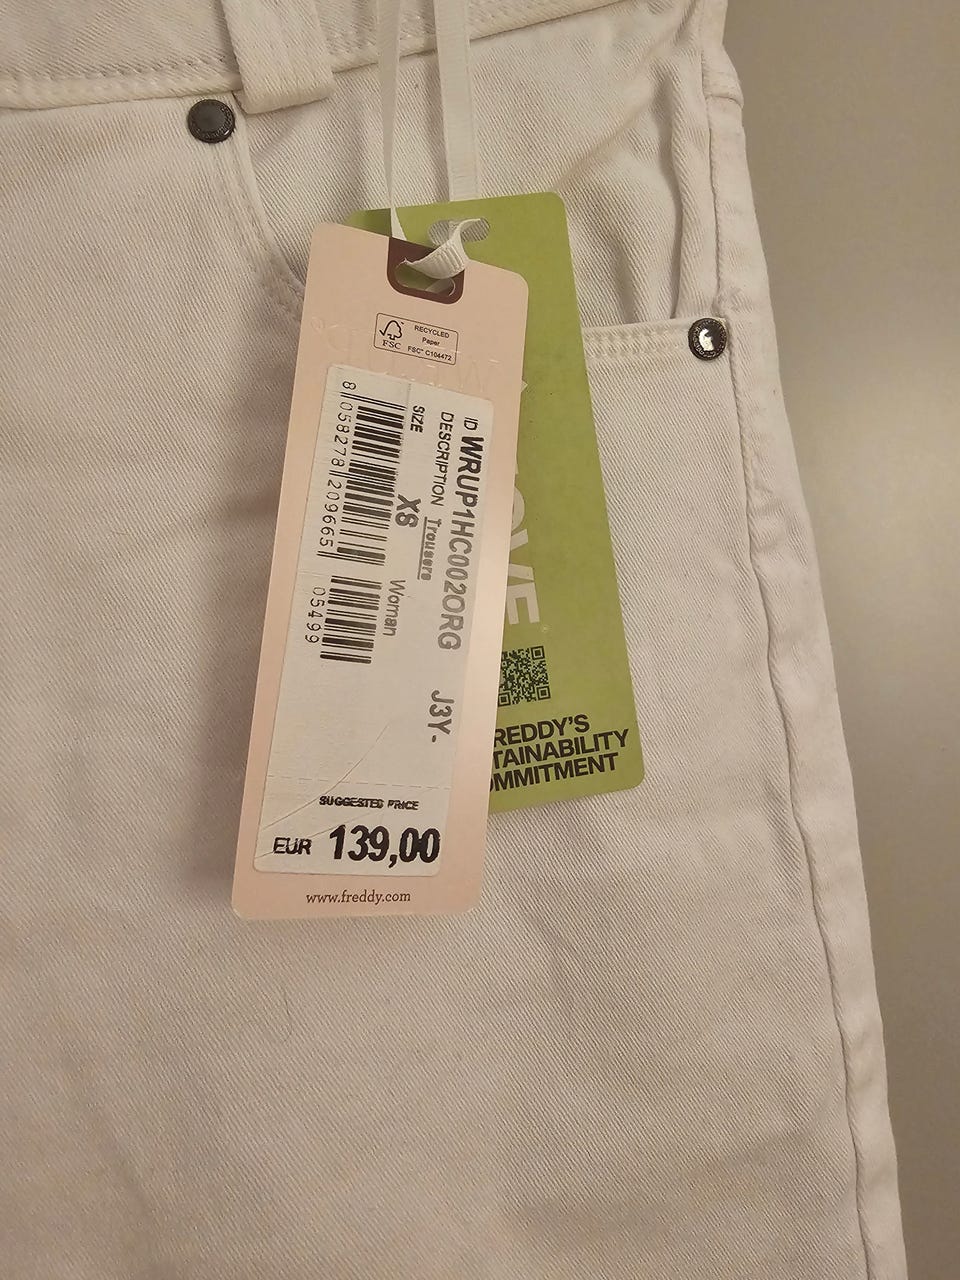 RECYCLED
Paper
FSC™ C104472
FSC
ID WRUP1HC002ORG J3Y-
DESCRIPTION Trousers
SIZE XS Woman
8 058278 209665
05499
SUGGESTED PRICE
EUR 139,00
www.freddy.com
REDDY'S
TAINABILITY
OMMITMENT